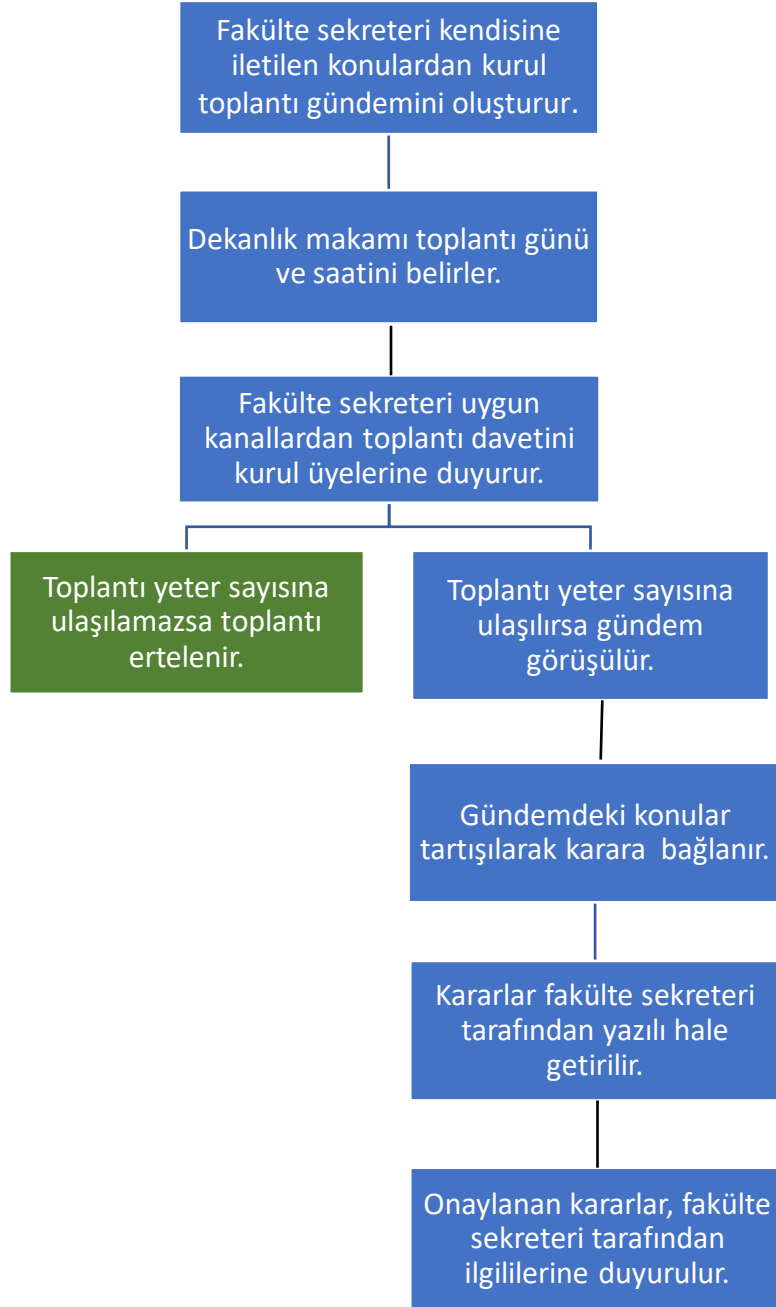 Fakülte sekreteri kendisine
iletilen konulardan kurul
toplantı gündemini oluşturur.
Dekanlık makamı toplantı günü
ve saatini belirler.
Fakülte sekreteri uygun
kanallardan toplantı davetini
kurul üyelerine duyurur.
Toplantı yeter sayısına
ulaşılamazsa toplantı
ertelenir.
Toplantı yeter sayısına
ulaşılırsa gündem
görüşülür.
Gündemdeki konular
tartışılarak karara  bağlanır.
Kararlar fakülte sekreteri
tarafından yazılı hale
getirilir.
Onaylanan kararlar, fakülte
sekreteri tarafından
ilgililerine duyurulur.